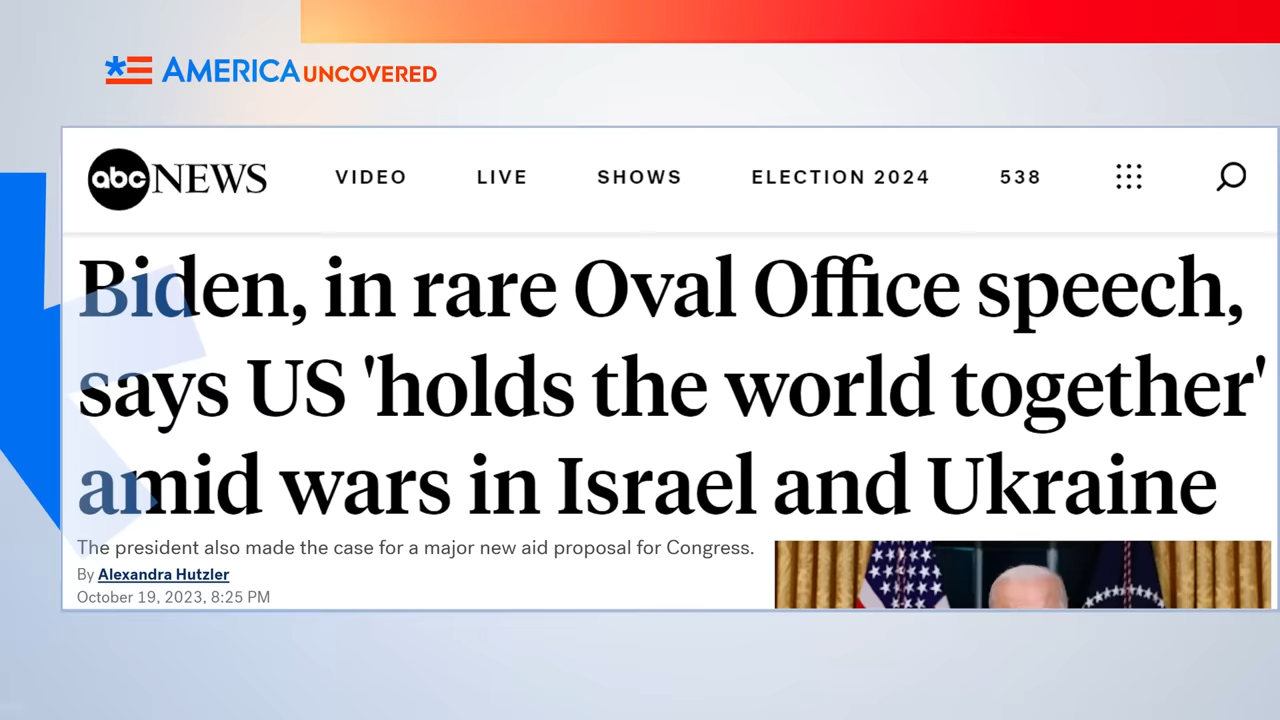 AMERICA UNCOVERED
abc NEWS VIDEO LIVE SHOWS ELECTION 2024 538
Biden, in rare Oval Office speech,
says US 'holds the world together'
amid wars in Israel and Ukraine
The president also made the case for a major new aid proposal for Congress.
By Alexandra Hutzler
October 19, 2023, 8:25 PM